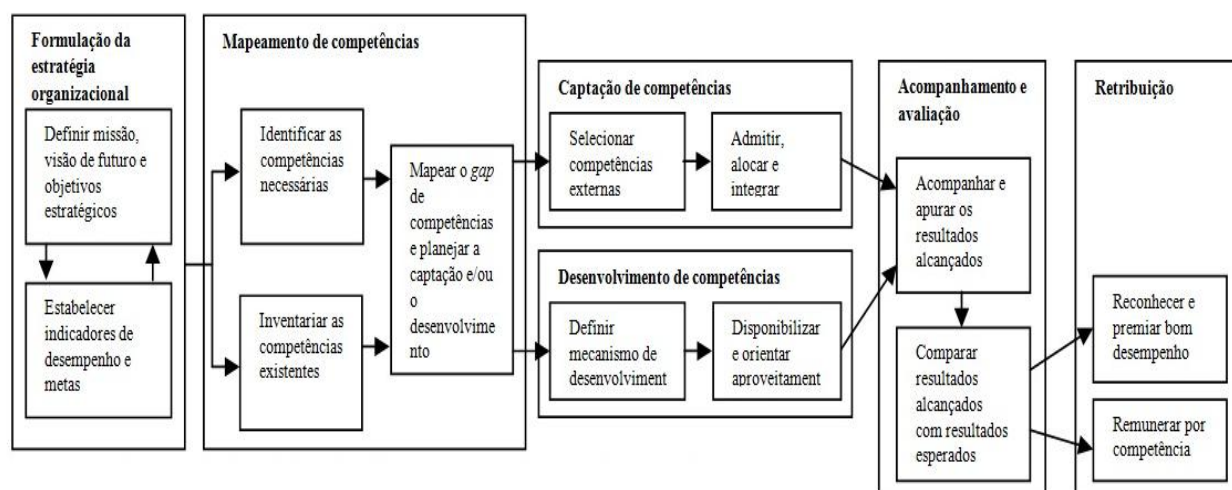 Formulação da
estratégia
organizacional
Definir missão,
visão de futuro e
objetivos
estratégicos
Estabelecer
indicadores de
desempenho e
metas
Mapeamento de competências
Identificar as
competências
necessárias
Inventariar as
competências
existentes
Mapear o gap
de
competências
e planejar a
captação e/ou
o
desenvolvime
nto
Captação de competências
Selecionar
competências
externas
Admitir,
alocar e
integrar
Desenvolvimento de competências
Definir
mecanismo de
desenvolviment
Disponibilizar
e orientar
aproveitament
Acompanhamento e
avaliação
Acompanhar e
apurar os
resultados
alcançados
Comparar
resultados
alcançados
com resultados
esperados
Retribuição
Reconhecer e
premiar bom
desempenho
Remunerar por
competência